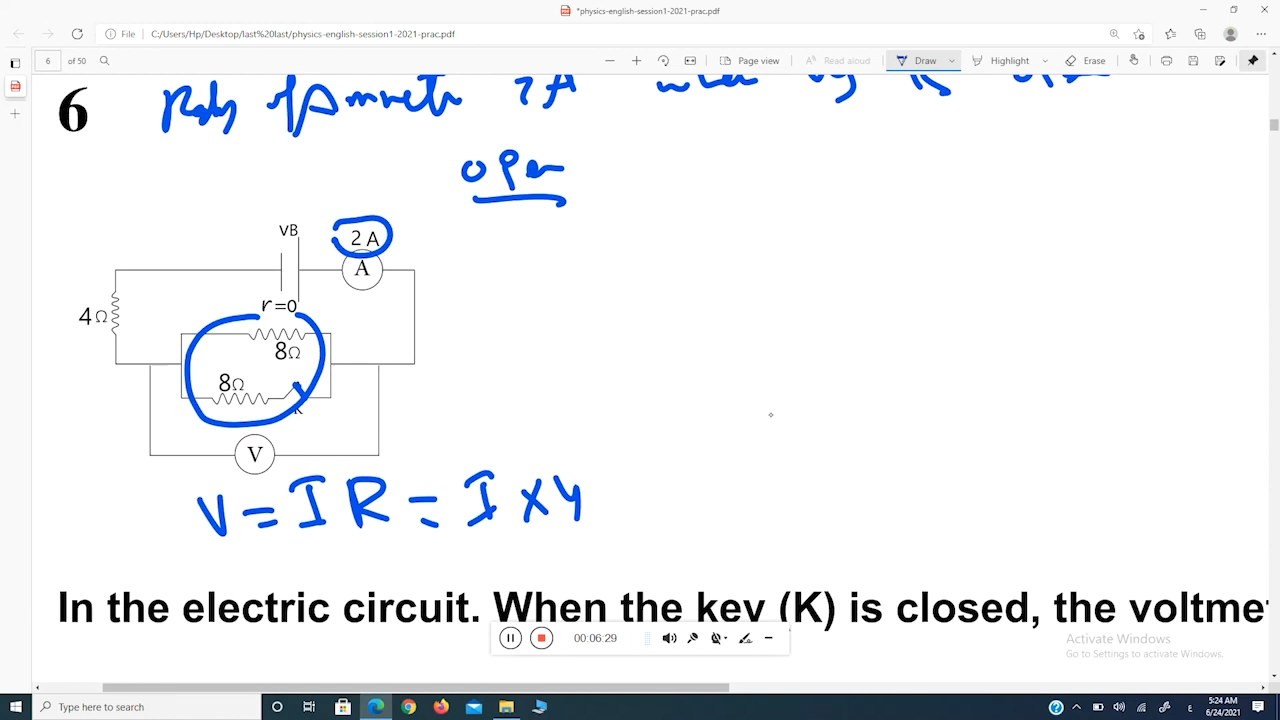 *physics-english-session1-2021-prac.pdf
File C:/Users/Hp/Desktop/last%20last/physics-english-session1-2021-prac.pdf
6 of 50 Page view Read aloud Draw Highlight Erase
6 2A
open
VB
2 A
A
r=0
4Ω
8Ω
8Ω
K
V
V = I R = I x 4
In the electric circuit. When the key (K) is closed, the voltme
00:06:29
Activate Windows
Go to Settings to activate Windows.
Type here to search
5:24 AM
6/24/2021